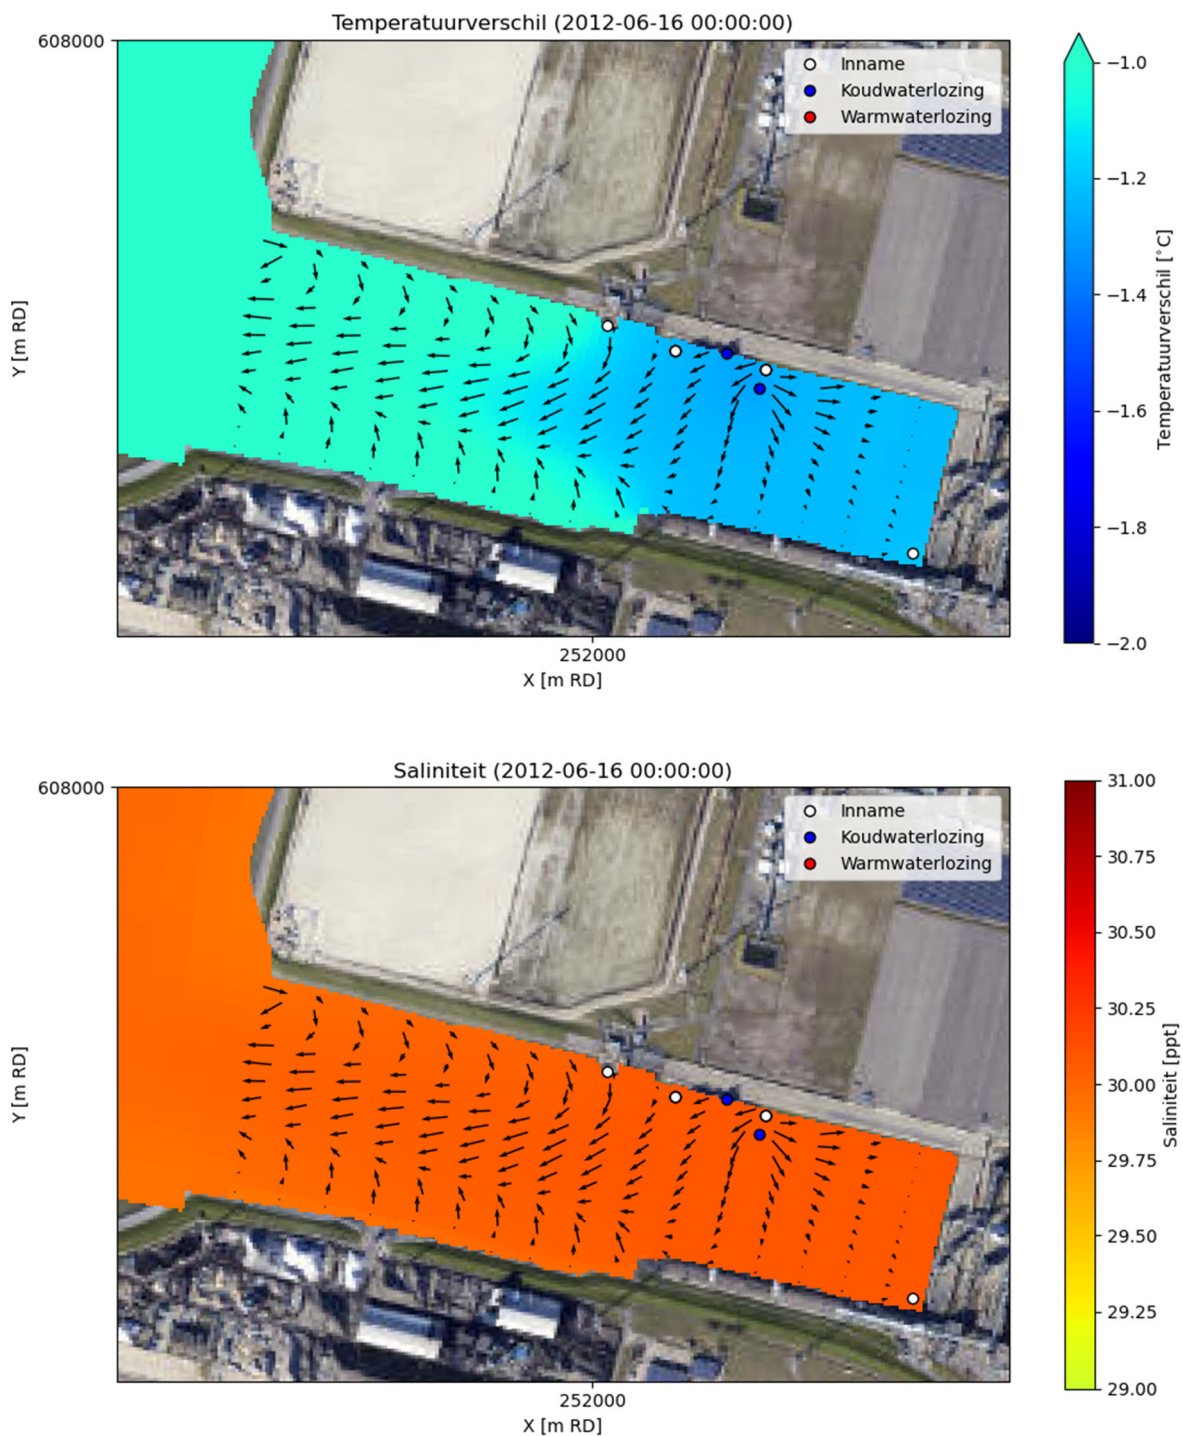 Temperatuurverschil (2012-06-16 00:00:00)
608000
Inname
Koudwaterlozing
Warmwaterlozing
Y [m RD]
252000
X [m RD]
−1.0
−1.2
−1.4
−1.6
−1.8
−2.0
Temperatuurverschil [°C]
Saliniteit (2012-06-16 00:00:00)
608000
Inname
Koudwaterlozing
Warmwaterlozing
Y [m RD]
252000
X [m RD]
31.00
30.75
30.50
30.25
30.00
29.75
29.50
29.25
29.00
Saliniteit [ppt]